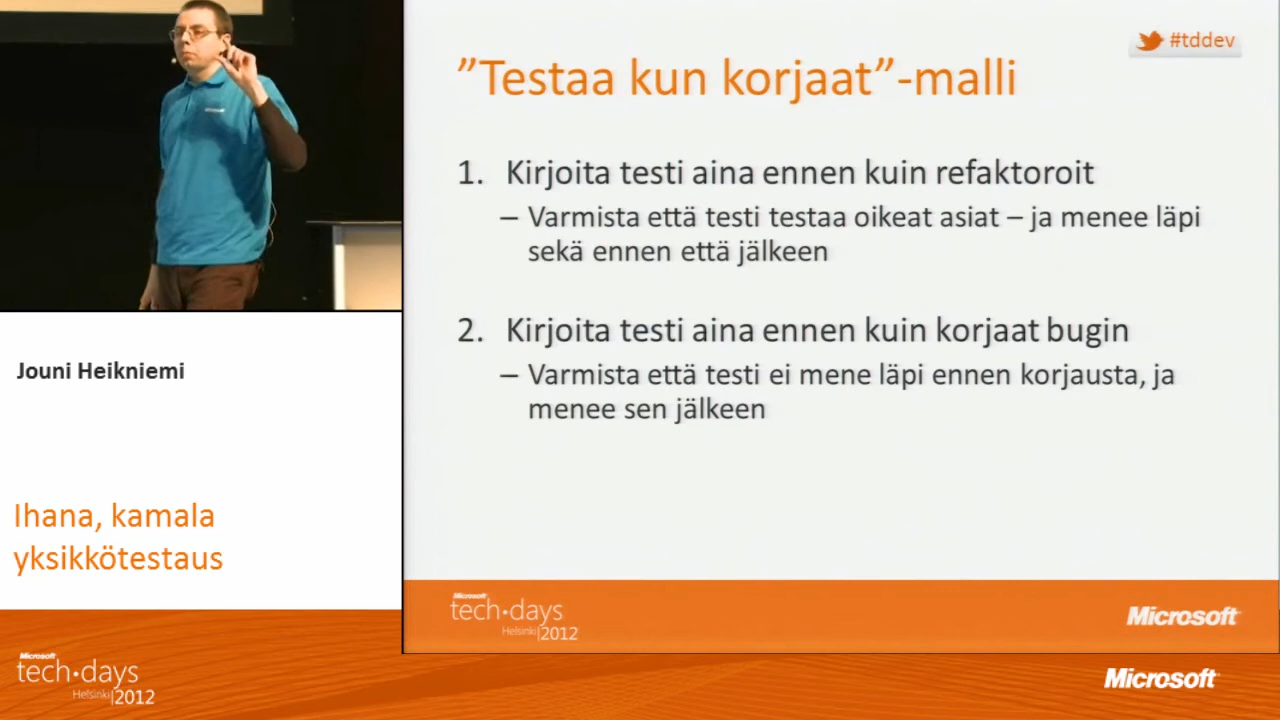 #tddev
"Testaa kun korjaat"-malli
1. Kirjoita testi aina ennen kuin refaktoroit
– Varmista että testi testaa oikeat asiat – ja menee läpi
sekä ennen että jälkeen
2. Kirjoita testi aina ennen kuin korjaat bugin
– Varmista että testi ei mene läpi ennen korjausta, ja
menee sen jälkeen
Jouni Heikniemi
Ihana, kamala
yksikkötestaus
Microsoft
tech·days
Helsinki|2012
Microsoft
Microsoft
tech·days
Helsinki|2012
Microsoft